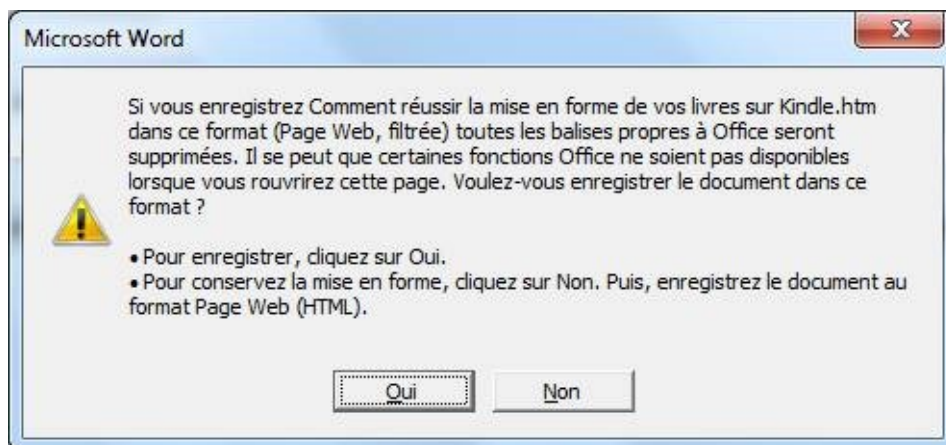 Microsoft Word
Si vous enregistrez Comment réussir la mise en forme de vos livres sur Kindle.htm
dans ce format (Page Web, filtrée) toutes les balises propres à Office seront
supprimées. Il se peut que certaines fonctions Office ne soient pas disponibles
lorsque vous rouvrirez cette page. Voulez-vous enregistrer le document dans ce
format ?
• Pour enregistrer, cliquez sur Oui.
• Pour conservez la mise en forme, cliquez sur Non. Puis, enregistrez le document au
format Page Web (HTML).
Oui
Non